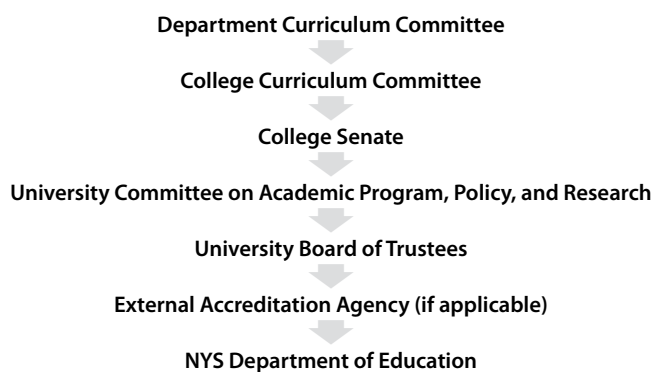 Department Curriculum Committee
College Curriculum Committee
College Senate
University Committee on Academic Program, Policy, and Research
University Board of Trustees
External Accreditation Agency (if applicable)
NYS Department of Education